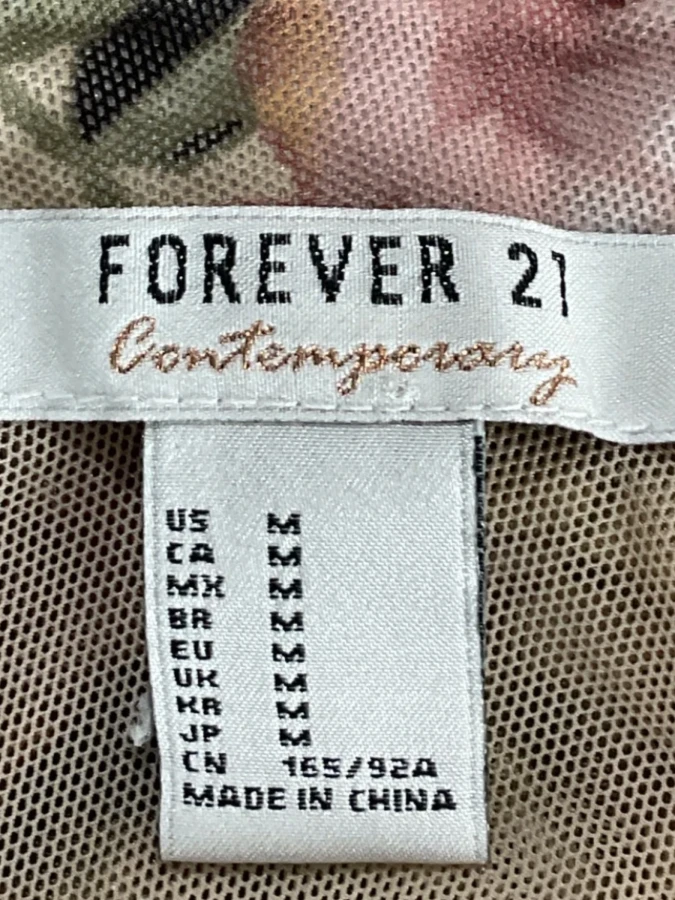 FOREVER 21
Contemporary
US M
CA M
MX M
BR M
EU M
UK M
KR M
JP M
CN 165/92A
MADE IN CHINA